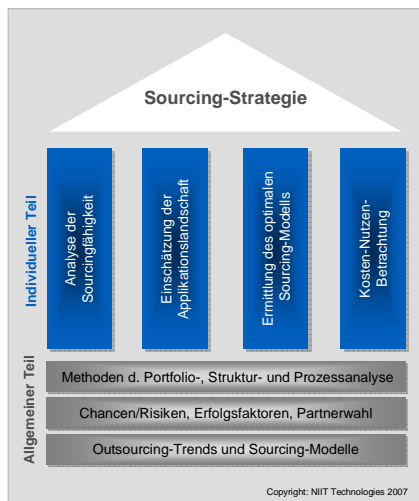 Sourcing-Strategie
Individueller Teil
Analyse der
Sourcingfähigkeit
Einschätzung der
Applikationslandschaft
Ermittlung des optimalen
Sourcing-Modells
Kosten-Nutzen-
Betrachtung
Allgemeiner Teil
Methoden d. Portfolio-, Struktur- und Prozessanalyse
Chancen/Risiken, Erfolgsfaktoren, Partnerwahl
Outsourcing-Trends und Sourcing-Modelle
Copyright: NIIT Technologies 2007